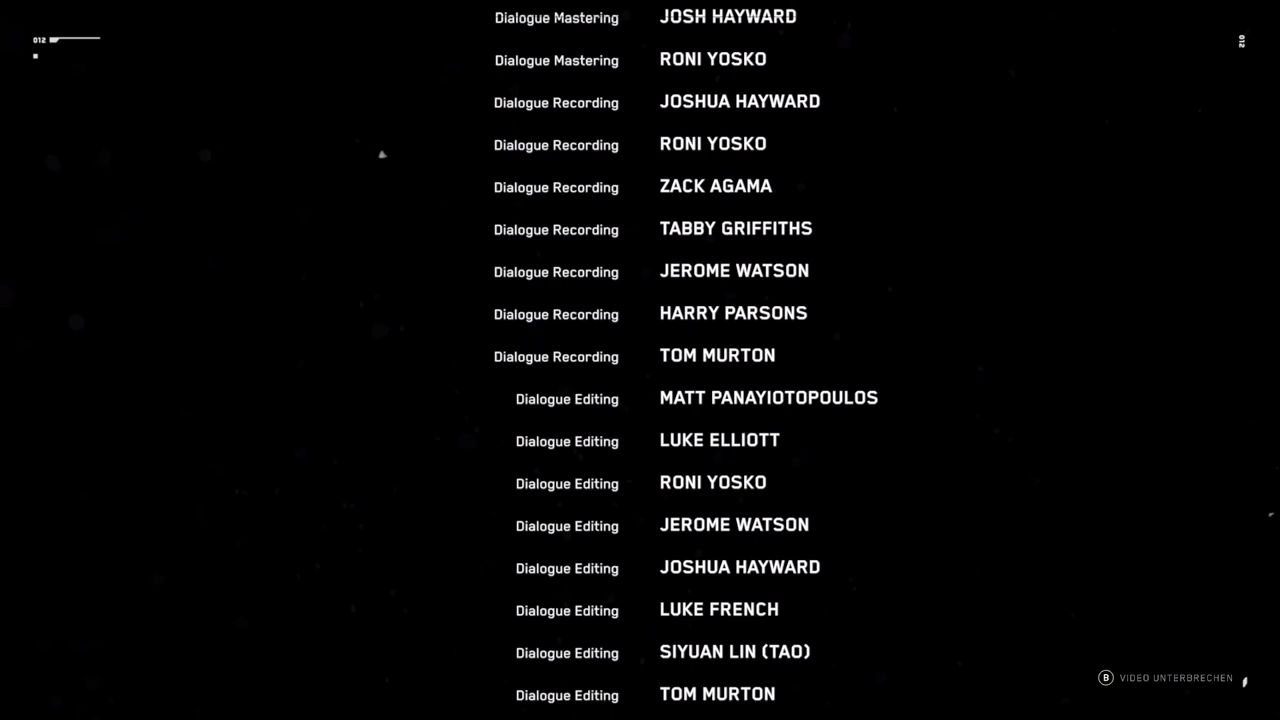 Dialogue Mastering JOSH HAYWARD
012
012
Dialogue Mastering RONI YOSKO
Dialogue Recording JOSHUA HAYWARD
Dialogue Recording RONI YOSKO
Dialogue Recording ZACK AGAMA
Dialogue Recording TABBY GRIFFITHS
Dialogue Recording JEROME WATSON
Dialogue Recording HARRY PARSONS
Dialogue Recording TOM MURTON
Dialogue Editing MATT PANAYIOTOPOULOS
Dialogue Editing LUKE ELLIOTT
Dialogue Editing RONI YOSKO
Dialogue Editing JEROME WATSON
Dialogue Editing JOSHUA HAYWARD
Dialogue Editing LUKE FRENCH
Dialogue Editing SIYUAN LIN (TAO)
B VIDEO UNTERBRECHEN
Dialogue Editing TOM MURTON